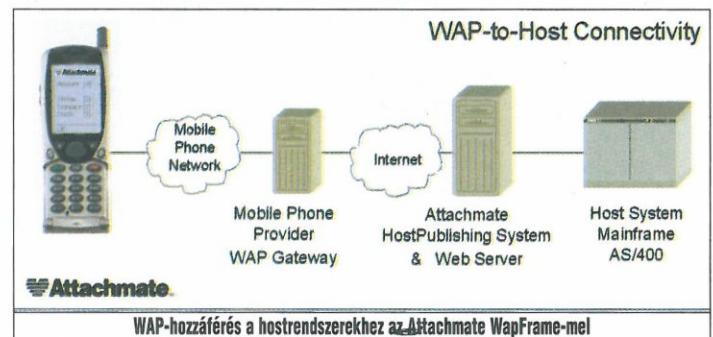 WAP-to-Host Connectivity
Attachmate
Mobile
Phone
Network
Internet
Mobile Phone
Provider
WAP Gateway
Attachmate
HostPublishing System
& Web Server
Host System
Mainframe
AS/400
Attachmate
WAP-hozzáférés a hostrendszerekhez az Attachmate WapFrame-mel